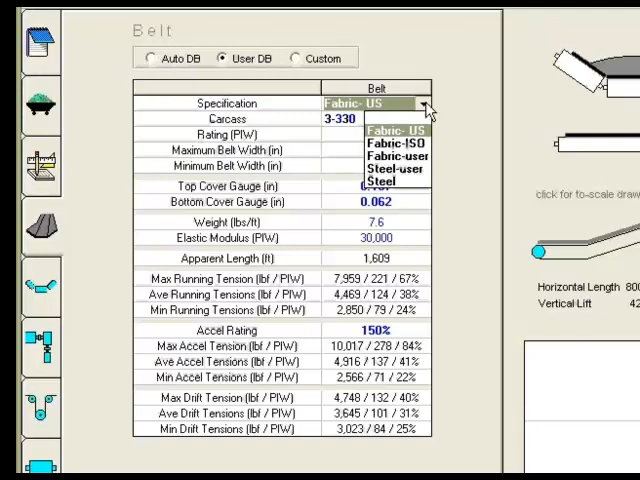 Belt
Auto DB User DB Custom
Belt
Specification Fabric- US
Carcass 3-330
Rating (PIW) Fabric- US
Maximum Belt Width (in) Fabric-ISO
Fabric-user
Minimum Belt Width (in) Steel-user
Steel
Top Cover Gauge (in)
Bottom Cover Gauge (in) 0.062
Weight (lbs/ft) 7.6
Elastic Modulus (PIW) 30,000
Apparent Length (ft) 1,609
Max Running Tension (lbf / PIW) 7,959 / 221 / 67%
Ave Running Tension (lbf / PIW) 4,469 / 124 / 38%
Min Running Tensions (lbf / PIW) 2,850 / 79 / 24%
Accel Rating 150%
Max Accel Tension (lbf / PIW) 10,017 / 278 / 84%
Ave Accel Tensions (lbf / PIW) 4,916 / 137 / 41%
Min Accel Tensions (lbf / PIW) 2,566 / 71 / 22%
Max Drift Tension (lbf / PIW) 4,748 / 132 / 40%
Ave Drift Tensions (lbf / PIW) 3,645 / 101 / 31%
Min Drift Tensions (lbf / PIW) 3,023 / 84 / 25%
click for to-scale draw
Horizontal Length 80
Vertical Lift 42